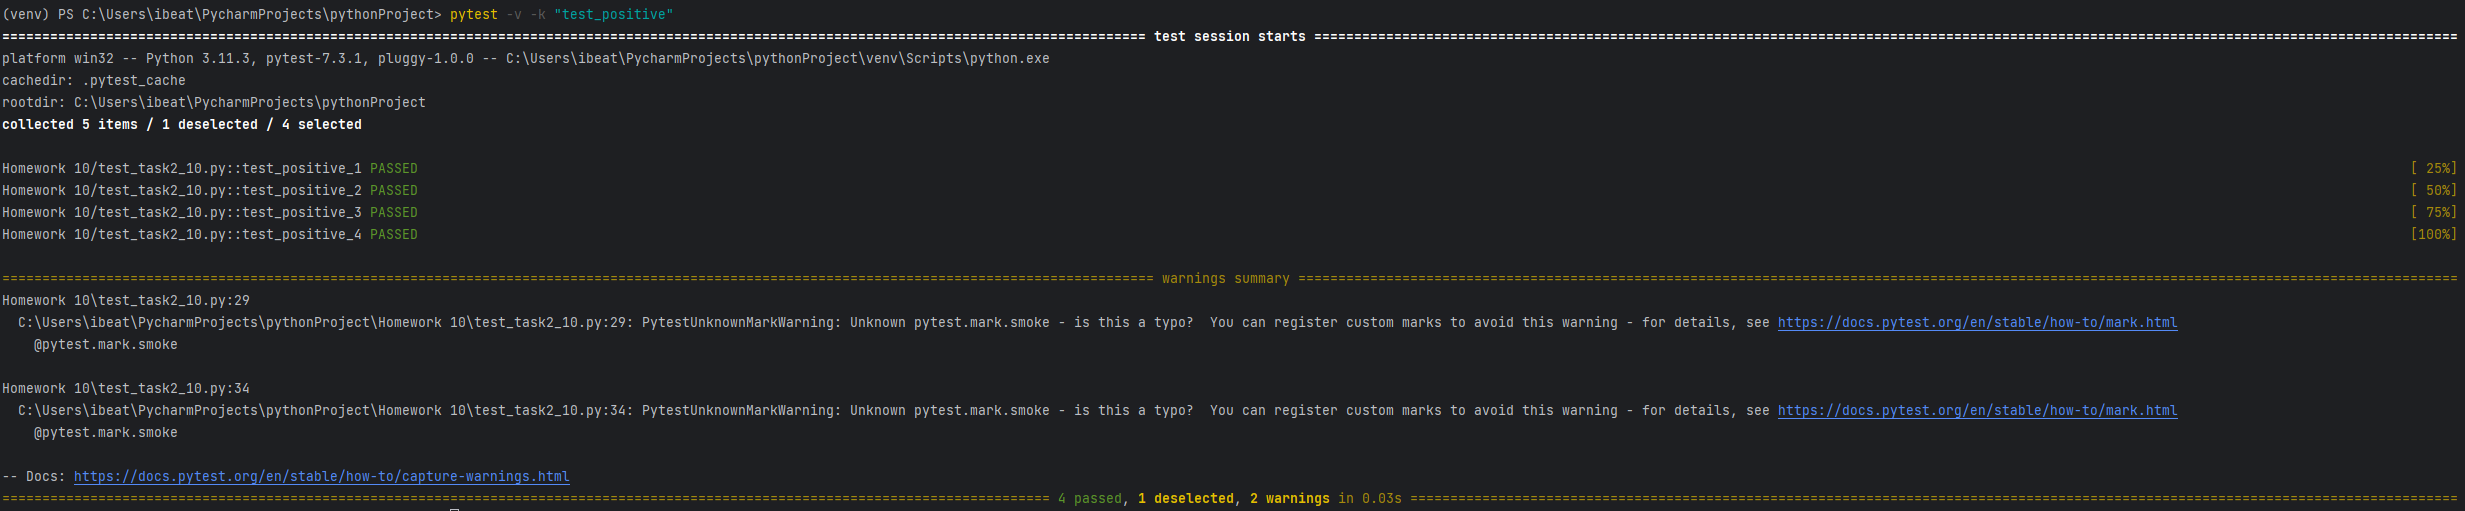 (venv) PS C:\Users\ibeat\PycharmProjects\pythonProject> pytest -v -k "test_positive"
============================= test session starts =============================
platform win32 -- Python 3.11.3, pytest-7.3.1, pluggy-1.0.0 -- C:\Users\ibeat\PycharmProjects\pythonProject\venv\Scripts\python.exe
cachedir: .pytest_cache
rootdir: C:\Users\ibeat\PycharmProjects\pythonProject
collected 5 items / 1 deselected / 4 selected
Homework 10/test_task2_10.py::test_positive_1 PASSED [ 25%]
Homework 10/test_task2_10.py::test_positive_2 PASSED [ 50%]
Homework 10/test_task2_10.py::test_positive_3 PASSED [ 75%]
Homework 10/test_task2_10.py::test_positive_4 PASSED [100%]
============================= warnings summary =============================
Homework 10\test_task2_10.py:29
  C:\Users\ibeat\PycharmProjects\pythonProject\Homework 10\test_task2_10.py:29: PytestUnknownMarkWarning: Unknown pytest.mark.smoke - is this a typo?  You can register custom marks to avoid this warning - for details, see https://docs.pytest.org/en/stable/how-to/mark.html
    @pytest.mark.smoke
Homework 10\test_task2_10.py:34
  C:\Users\ibeat\PycharmProjects\pythonProject\Homework 10\test_task2_10.py:34: PytestUnknownMarkWarning: Unknown pytest.mark.smoke - is this a typo?  You can register custom marks to avoid this warning - for details, see https://docs.pytest.org/en/stable/how-to/mark.html
    @pytest.mark.smoke
-- Docs: https://docs.pytest.org/en/stable/how-to/capture-warnings.html
============================= 4 passed, 1 deselected, 2 warnings in 0.03s =============================